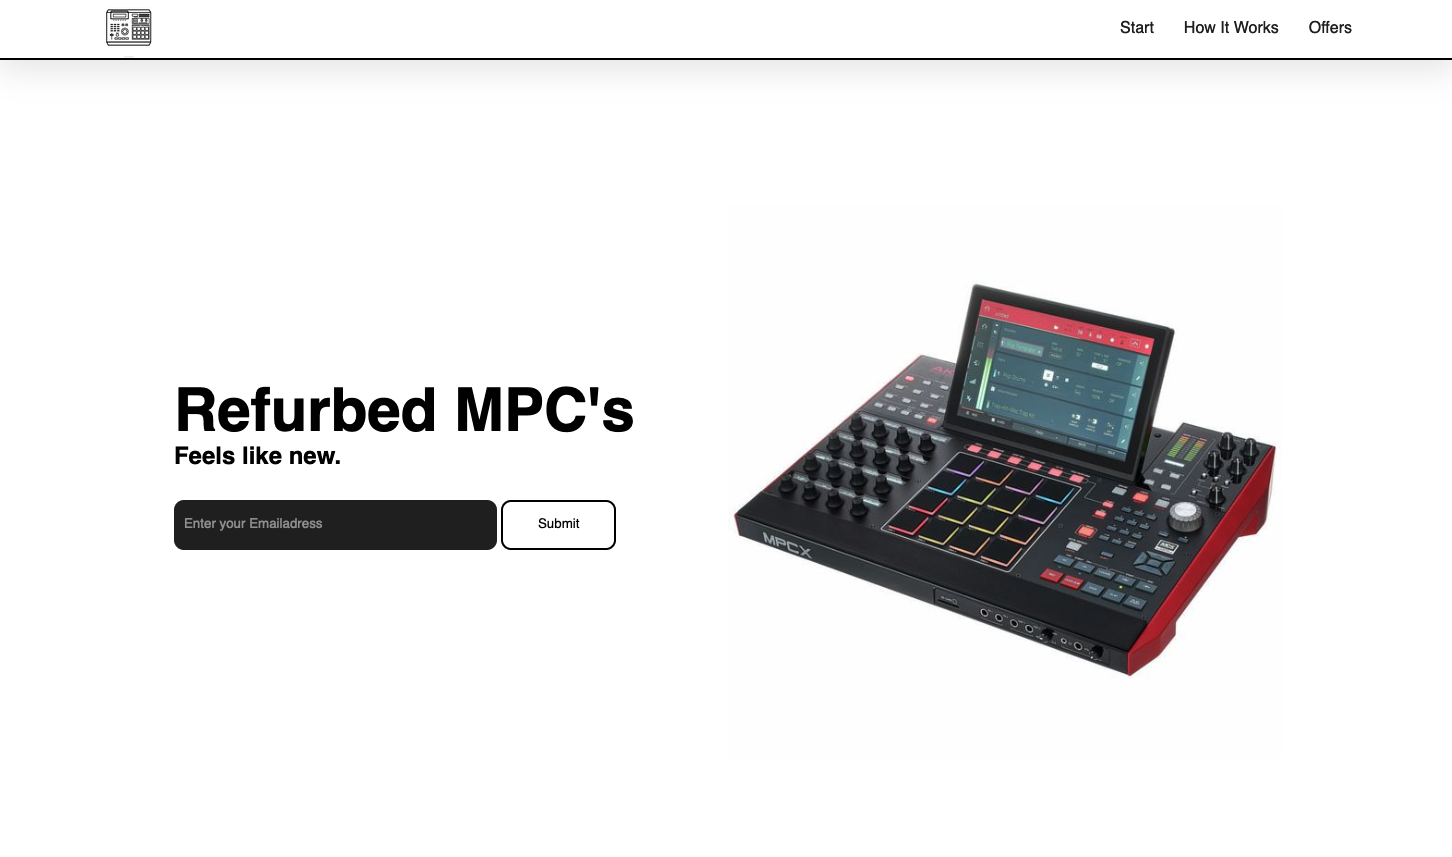 Start How It Works Offers
Refurbed MPC's
Feels like new.
Enter your Emailadress Submit
MPCX